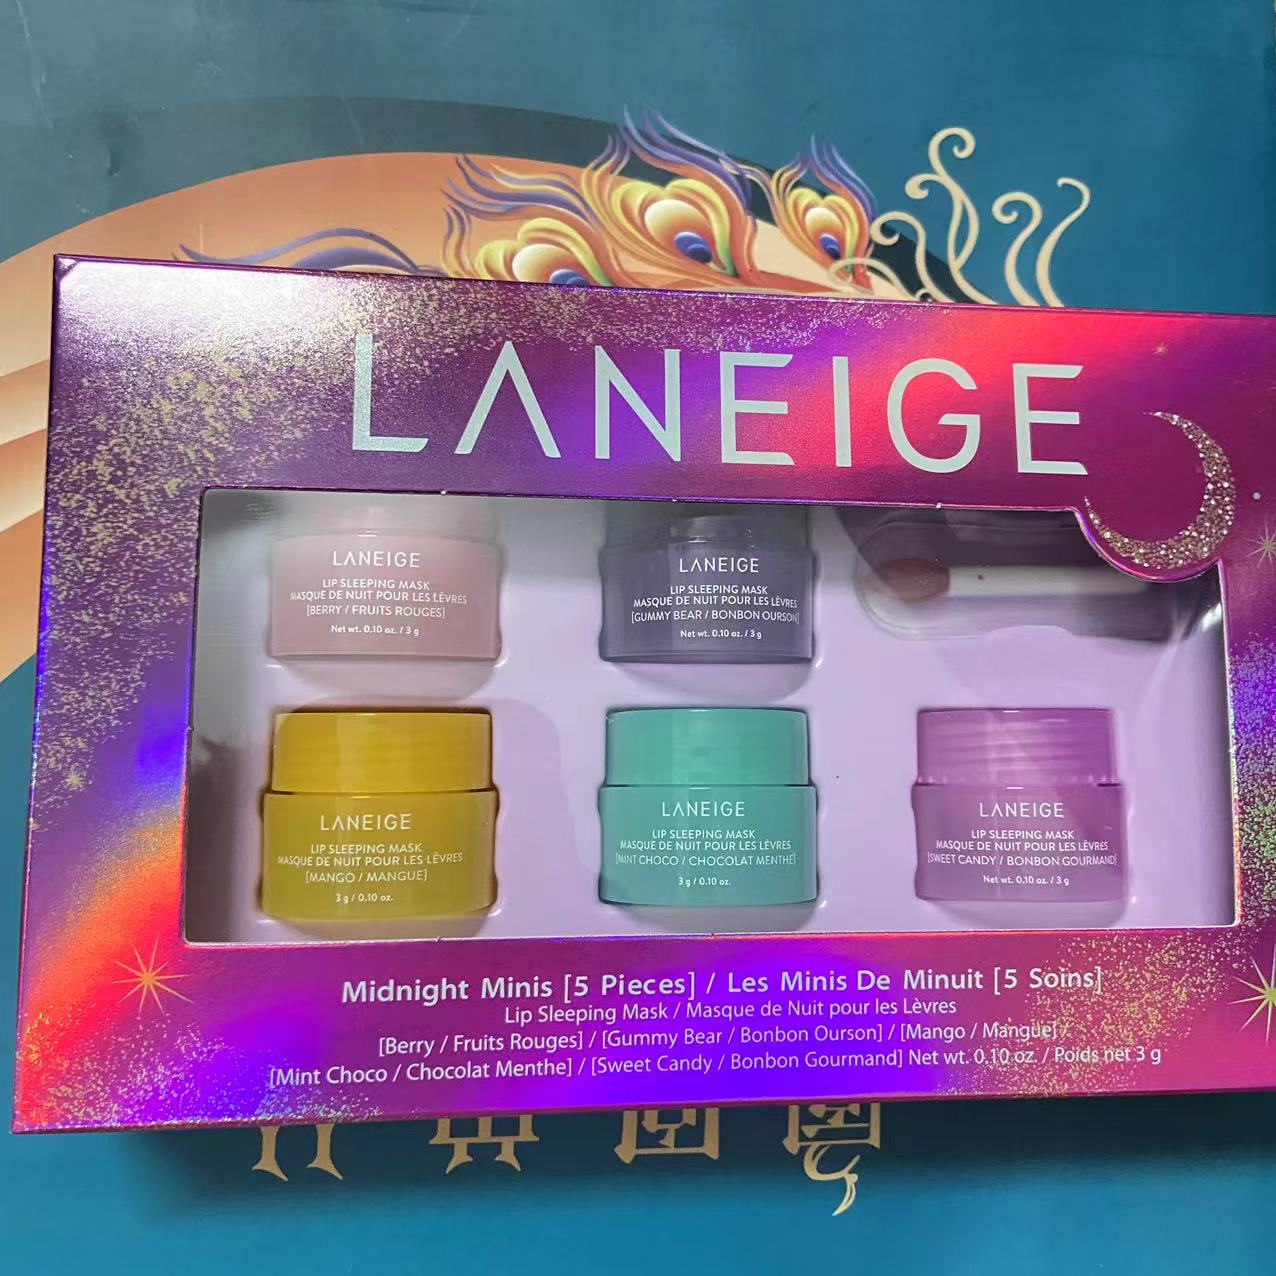 LANEIGE
LANEIGE
LIP SLEEPING MASK
MASQUE DE NUIT POUR LES LÈVRES
[BERRY / FRUITS ROUGES]
Net wt. 0.10 oz. / 3 g
LANEIGE
LIP SLEEPING MASK
MASQUE DE NUIT POUR LES LÈVRES
[GUMMY BEAR / BONBON OURSON]
Net wt. 0.10 oz. / 3 g
LANEIGE
LIP SLEEPING MASK
MASQUE DE NUIT POUR LES LÈVRES
[MANGO / MANGUE]
3 g / 0.10 oz.
LANEIGE
LIP SLEEPING MASK
MASQUE DE NUIT POUR LES LÈVRES
[MINT CHOCO / CHOCOLAT MENTHE]
3 g / 0.10 oz.
LANEIGE
LIP SLEEPING MASK
MASQUE DE NUIT POUR LES LÈVRES
[SWEET CANDY / BONBON GOURMAND]
Net wt. 0.10 oz. / 3 g
Midnight Minis [5 Pieces] / Les Minis De Minuit [5 Soins]
Lip Sleeping Mask / Masque de Nuit pour les Lèvres
[Berry / Fruits Rouges] / [Gummy Bear / Bonbon Ourson] / [Mango / Mangue] /
[Mint Choco / Chocolat Menthe] / [Sweet Candy / Bonbon Gourmand] Net wt. 0.10 oz. / Poids net 3 g